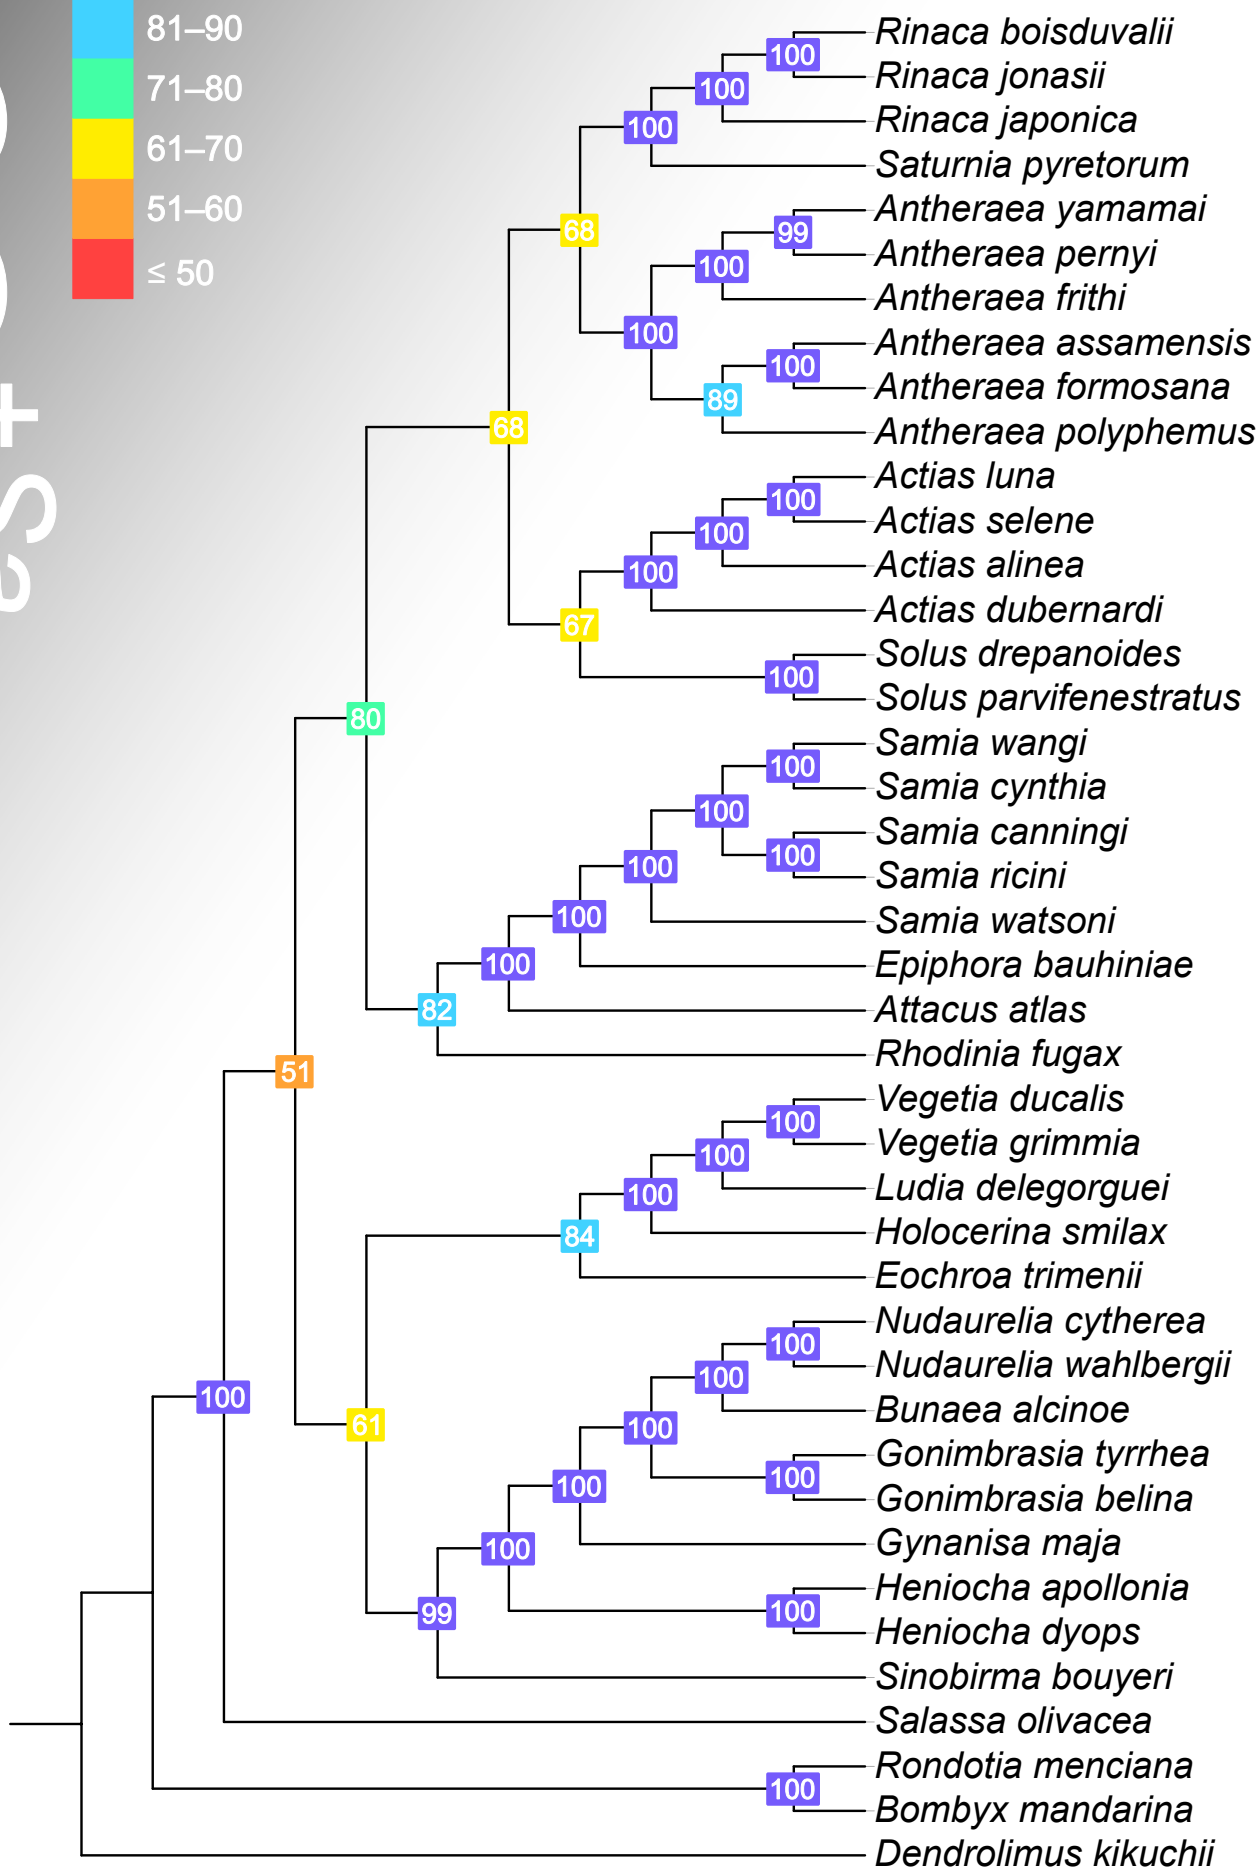 81–90
71–80
61–70
51–60
≤ 50
Rinaca boisduvalii
100
Rinaca jonasii
100
Rinaca japonica
100
Saturnia pyretorum
68
Antheraea yamamai
99
Antheraea pernyi
100
Antheraea frithi
100
Antheraea assamensis
100
Antheraea formosana
89
Antheraea polyphemus
68
Actias luna
100
Actias selene
100
Actias alinea
100
Actias dubernardi
67
Solus drepanoides
100
Solus parvifenestratus
80
Samia wangi
100
Samia cynthia
100
Samia canningi
100
Samia ricini
100
Samia watsoni
100
Epiphora bauhiniae
100
Attacus atlas
82
Rhodinia fugax
51
Vegetia ducalis
100
Vegetia grimmia
100
Ludia delegorguei
100
Holocerina smilax
84
Eochroa trimenii
Nudaurelia cytherea
100
Nudaurelia wahlbergii
100
100
Bunaea alcinoe
61
100
Gonimbrasia tyrrhea
100
Gonimbrasia belina
100
Gynanisa maja
100
Heniocha apollonia
100
99
Heniocha dyops
Sinobirma bouyeri
Salassa olivacea
Rondotia menciana
100
Bombyx mandarina
Dendrolimus kikuchii